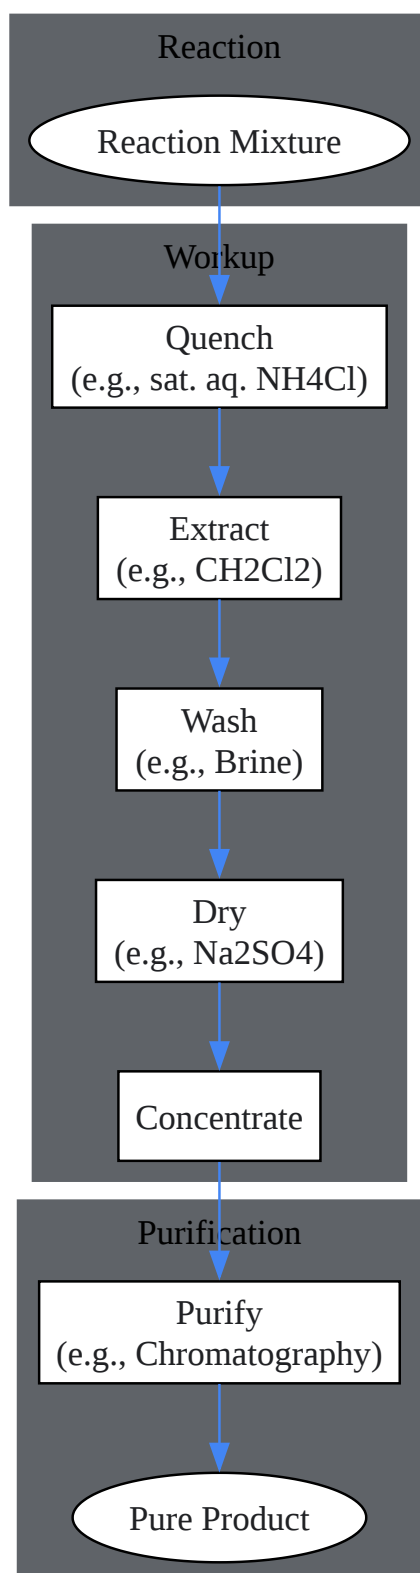 Reaction
Reaction Mixture
Workup
Quench
(e.g., sat. aq. NH4Cl)
Extract
(e.g., CH2Cl2)
Wash
(e.g., Brine)
Dry
(e.g., Na2SO4)
Concentrate
Purification
Purify
(e.g., Chromatography)
Pure Product